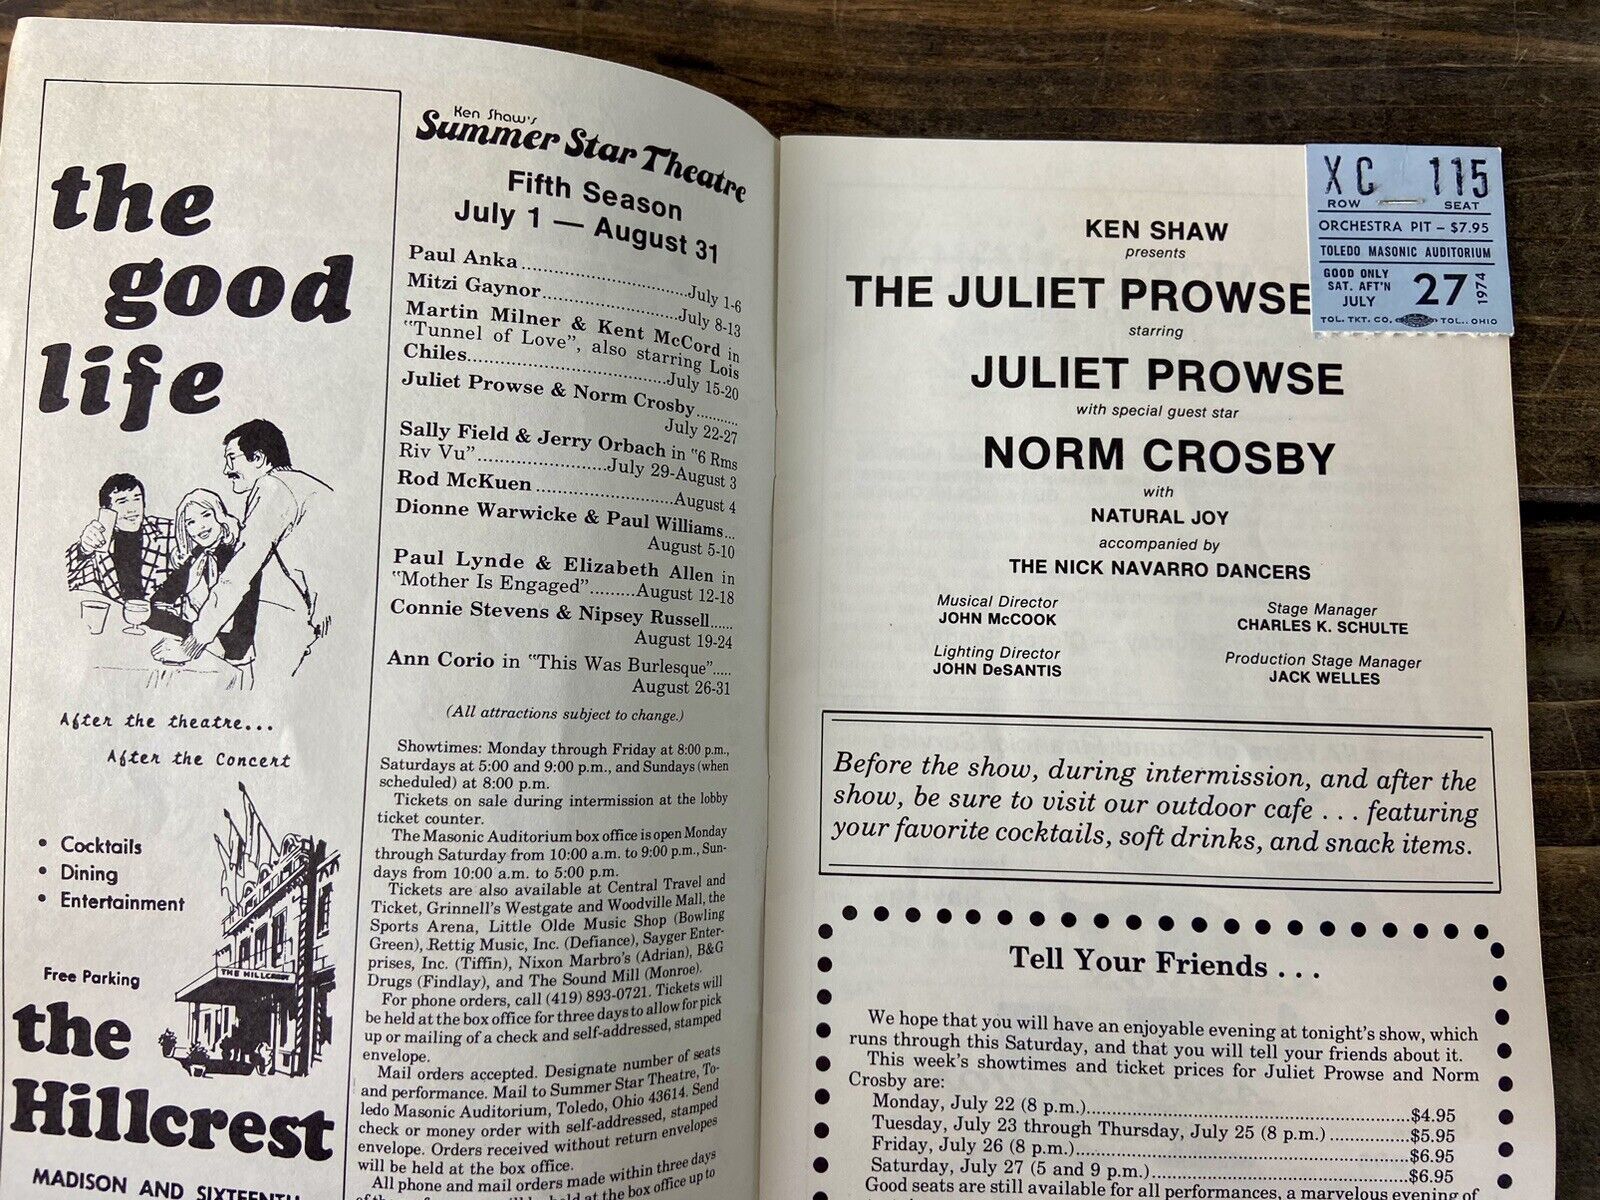 the
good
life
After the theatre...
After the Concert
• Cocktails
• Dining
• Entertainment
Free Parking
THE HILLCREST
the
Hillcrest
MADISON AND SIXTEENTH
Ken Shaw's
Summer Star Theatre
Fifth Season
July 1 — August 31
Paul Anka..............................July 1-6
Mitzi Gaynor.........................July 8-13
Martin Milner & Kent McCord in
"Tunnel of Love", also starring Lois
Chiles....................................July 15-20
Juliet Prowse & Norm Crosby..........
July 22-27
Sally Field & Jerry Orbach in "6 Rms
Riv Vu"......................July 29-August 3
Rod McKuen........................August 4
Dionne Warwicke & Paul Williams...
August 5-10
Paul Lynde & Elizabeth Allen in
"Mother Is Engaged".........August 12-18
Connie Stevens & Nipsey Russell......
August 19-24
Ann Corio in "This Was Burlesque".....
August 26-31
(All attractions subject to change.)
Showtimes: Monday through Friday at 8:00 p.m.,
Saturdays at 5:00 and 9:00 p.m., and Sundays (when
scheduled) at 8:00 p.m.
Tickets on sale during intermission at the lobby
ticket counter.
The Masonic Auditorium box office is open Monday
through Saturday from 10:00 a.m. to 9:00 p.m., Sun-
days from 10:00 a.m. to 5:00 p.m.
Tickets are also available at Central Travel and
Ticket, Grinnell's Westgate and Woodville Mall, the
Sports Arena, Little Olde Music Shop (Bowling
Green), Rettig Music, Inc. (Defiance), Sayger Enter-
prises, Inc. (Tiffin), Nixon Marbro's (Adrian), B&G
Drugs (Findlay), and The Sound Mill (Monroe).
For phone orders, call (419) 893-0721. Tickets will
be held at the box office for three days to allow for pick
up or mailing of a check and self-addressed, stamped
envelope.
Mail orders accepted. Designate number of seats
and performance. Mail to Summer Star Theatre, To-
ledo Masonic Auditorium, Toledo, Ohio 43614. Send
check or money order with self-addressed, stamped
envelope. Orders received without return envelopes
will be held at the box office.
All phone and mail orders made within three days
will be held at the box office up to
KEN SHAW
presents
THE JULIET PROWSE
starring
JULIET PROWSE
with special guest star
NORM CROSBY
with
NATURAL JOY
accompanied by
THE NICK NAVARRO DANCERS
Musical Director
JOHN McCOOK
Stage Manager
CHARLES K. SCHULTE
Lighting Director
JOHN DeSANTIS
Production Stage Manager
JACK WELLES
XC 115
ROW SEAT
ORCHESTRA PIT – $7.95
TOLEDO MASONIC AUDITORIUM
GOOD ONLY
SAT. AFT'N
JULY 27 1974
TOL. TKT. CO. TOL., OHIO
Before the show, during intermission, and after the
show, be sure to visit our outdoor cafe . . . featuring
your favorite cocktails, soft drinks, and snack items.
Tell Your Friends . . .
We hope that you will have an enjoyable evening at tonight's show, which
runs through this Saturday, and that you will tell your friends about it.
This week's showtimes and ticket prices for Juliet Prowse and Norm
Crosby are:
Monday, July 22 (8 p.m.)..................................................$4.95
Tuesday, July 23 through Thursday, July 25 (8 p.m.)............$5.95
Friday, July 26 (8 p.m.)....................................................$6.95
Saturday, July 27 (5 and 9 p.m.)........................................$6.95
Good seats are still available for all performances, a marvelous evening of